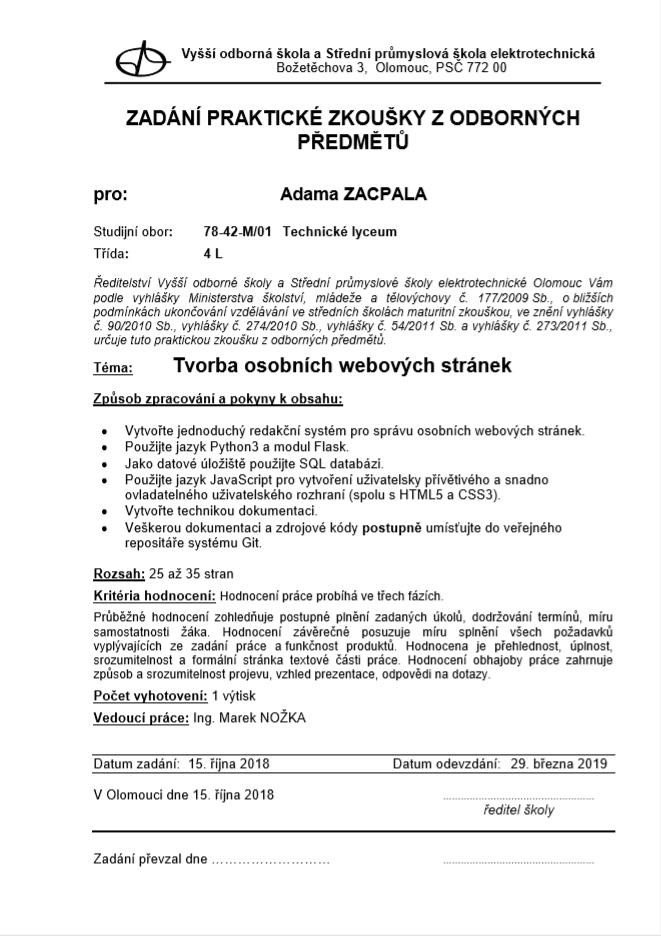 Vyšší odborná škola a Střední průmyslová škola elektrotechnická
Božetěchova 3, Olomouc, PSČ 772 00
ZADÁNÍ PRAKTICKÉ ZKOUŠKY Z ODBORNÝCH
PŘEDMĚTŮ
pro: Adama ZACPALA
Studijní obor: 78-42-M/01 Technické lyceum
Třída: 4 L
Ředitelství Vyšší odborné školy a Střední průmyslové školy elektrotechnické Olomouc Vám
podle vyhlášky Ministerstva školství, mládeže a tělovýchovy č. 177/2009 Sb., o bližších
podmínkách ukončování vzdělávání ve středních školách maturitní zkouškou, ve znění vyhlášky
č. 90/2010 Sb., vyhlášky č. 274/2010 Sb., vyhlášky č. 54/2011 Sb. a vyhlášky č. 273/2011 Sb.,
určuje tuto praktickou zkoušku z odborných předmětů.
Téma: Tvorba osobních webových stránek
Způsob zpracování a pokyny k obsahu:
• Vytvořte jednoduchý redakční systém pro správu osobních webových stránek.
• Použijte jazyk Python3 a modul Flask.
• Jako datové úložiště použijte SQL databázi.
• Použijte jazyk JavaScript pro vytvoření uživatelsky přívětivého a snadno
ovladatelného uživatelského rozhraní (spolu s HTML5 a CSS3).
• Vytvořte technikou dokumentaci.
• Veškerou dokumentaci a zdrojové kódy postupně umísťujte do veřejného
repositáře systému Git.
Rozsah: 25 až 35 stran
Kritéria hodnocení: Hodnocení práce probíhá ve třech fázích.
Průběžné hodnocení zohledňuje postupné plnění zadaných úkolů, dodržování termínů, míru
samostatnosti žáka. Hodnocení závěrečné posuzuje míru splnění všech požadavků
vyplývajících ze zadání práce a funkčnost produktů. Hodnocena je přehlednost, úplnost,
srozumitelnost a formální stránka textové části práce. Hodnocení obhajoby práce zahrnuje
způsob a srozumitelnost projevu, vzhled prezentace, odpovědi na dotazy.
Počet vyhotovení: 1 výtisk
Vedoucí práce: Ing. Marek NOŽKA
Datum zadání: 15. října 2018 Datum odevzdání: 29. března 2019
V Olomouci dne 15. října 2018 ......................................................
ředitel školy
Zadání převzal dne ……………………… ......................................................